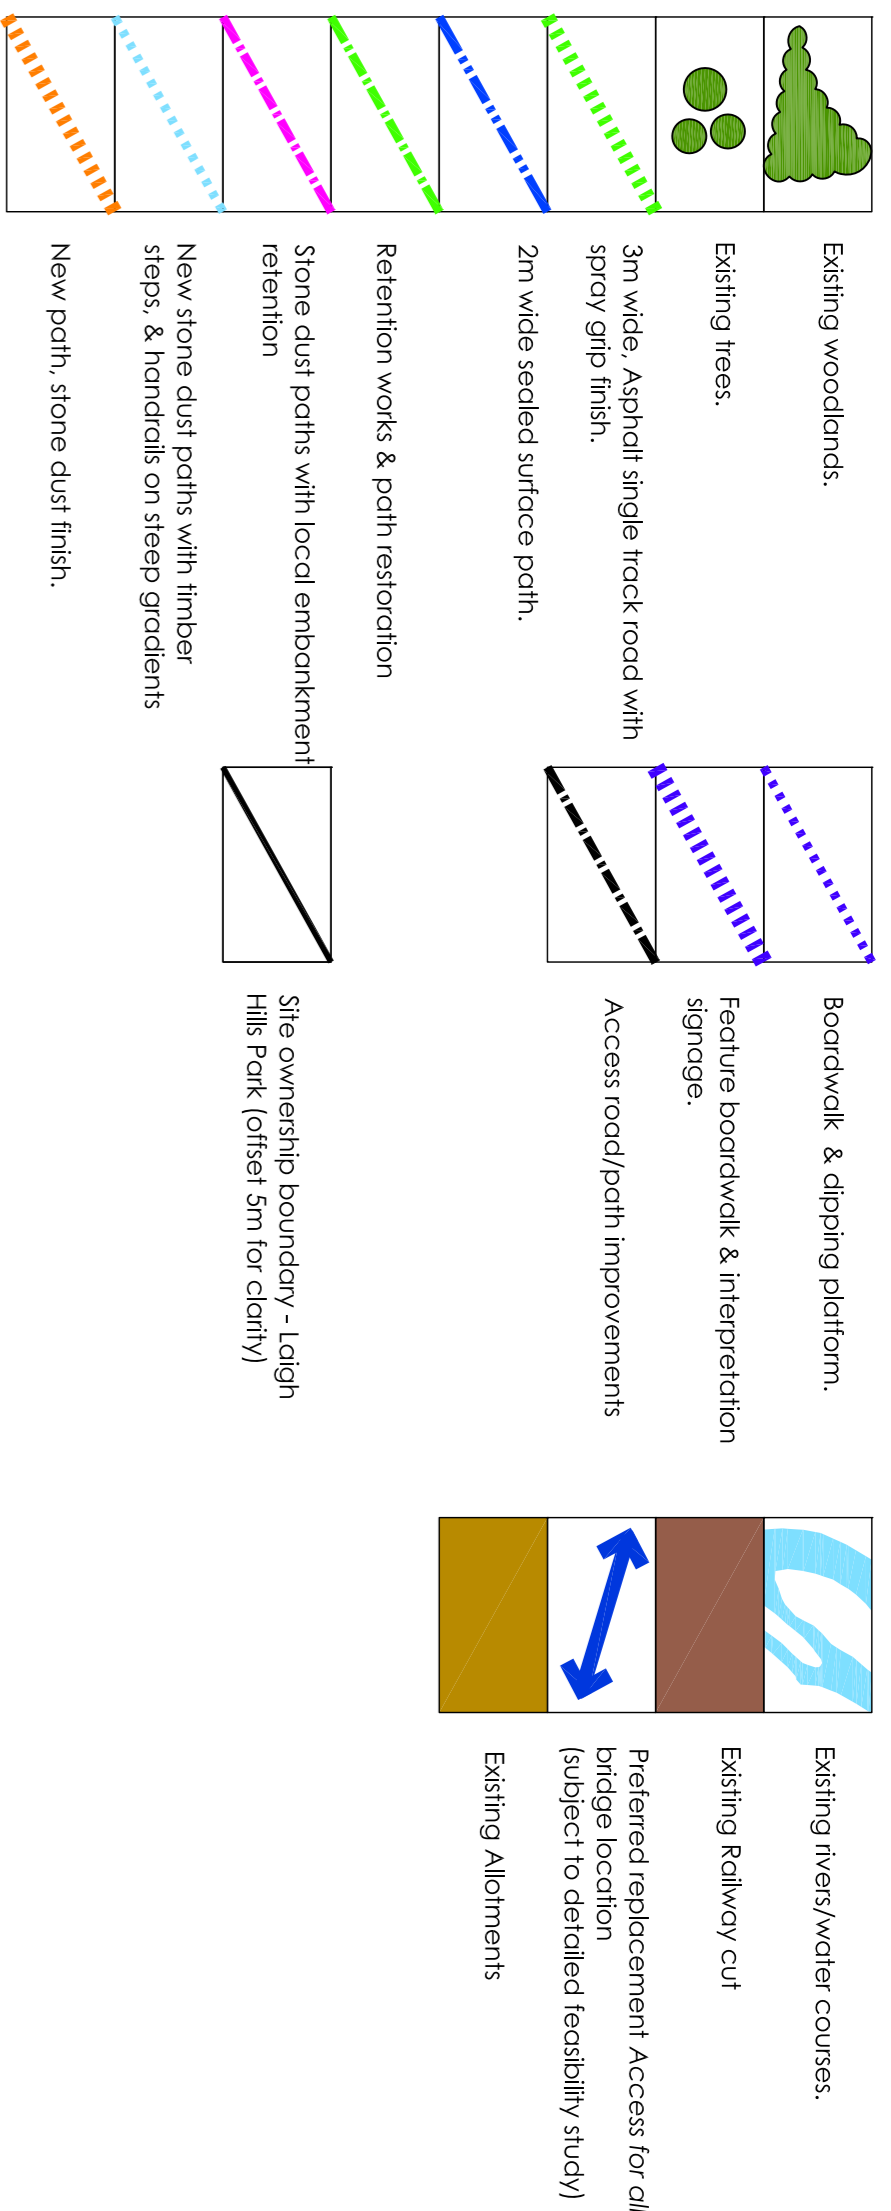 Existing woodlands.
Existing trees.
3m wide, Asphalt single track road with
spray grip finish.
2m wide sealed surface path.
Retention works & path restoration
Stone dust paths with local embankment
retention
New stone dust paths with timber
steps, & handrails on steep gradients
New path, stone dust finish.
Boardwalk & dipping platform.
Feature boardwalk & interpretation
signage.
Access road/path improvements
Site ownership boundary - Laigh
Hills Park (offset 5m for clarity)
Existing rivers/water courses.
Existing Railway cut
Preferred replacement Access for all
bridge location
(subject to detailed feasibility study)
Existing Allotments